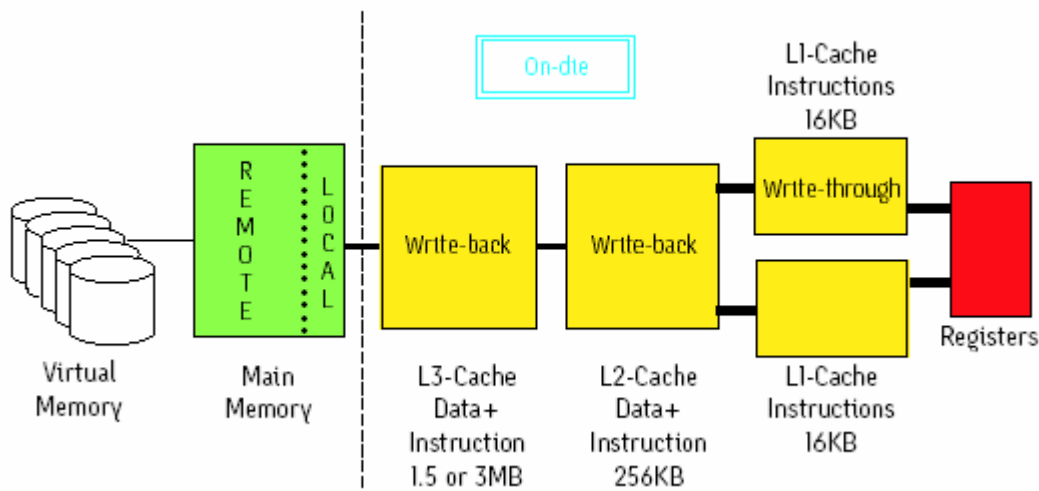 On-die
L1-Cache
Instructions
16KB
REMOTE
LOCAL
Write-through
Write-back
Write-back
Registers
Virtual
Memory
Main
Memory
L3-Cache
Data+
Instruction
1.5 or 3MB
L2-Cache
Data+
Instruction
256KB
L1-Cache
Instructions
16KB